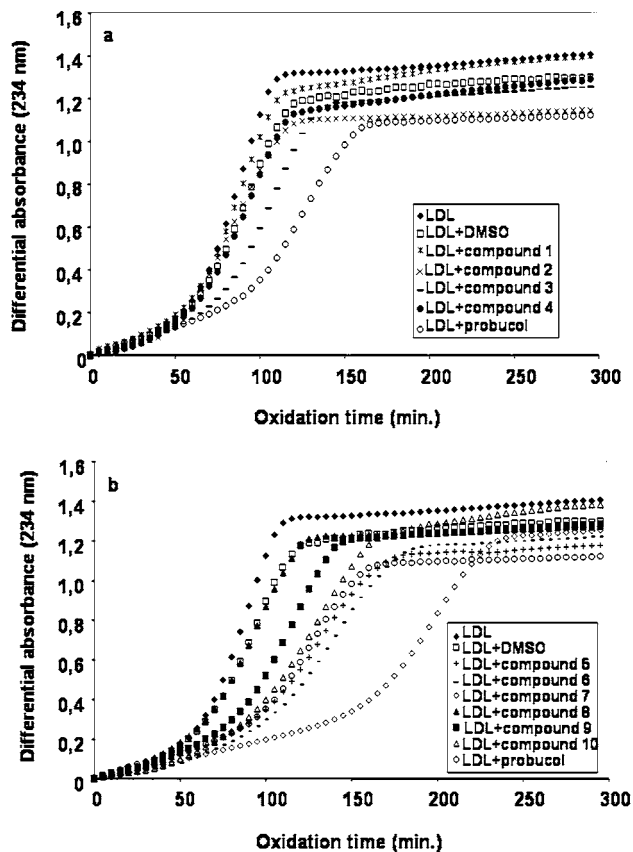 a
Differential absorbance (234 nm)
1,6
1,4
1,2
1,0
0,8
0,6
0,4
0,2
0
LDL
LDL+DMSO
LDL+compound 1
LDL+compound 2
LDL+compound 3
LDL+compound 4
LDL+probucol
0 50 100 150 200 250 300
Oxidation time (min.)
b
Differential absorbance (234 nm)
1,6
1,4
1,2
1,0
0,8
0,6
0,4
0,2
0
LDL
LDL+DMSO
LDL+compound 5
LDL+compound 6
LDL+compound 7
LDL+compound 8
LDL+compound 9
LDL+compound 10
LDL+probucol
0 50 100 150 200 250 300
Oxidation time (min.)